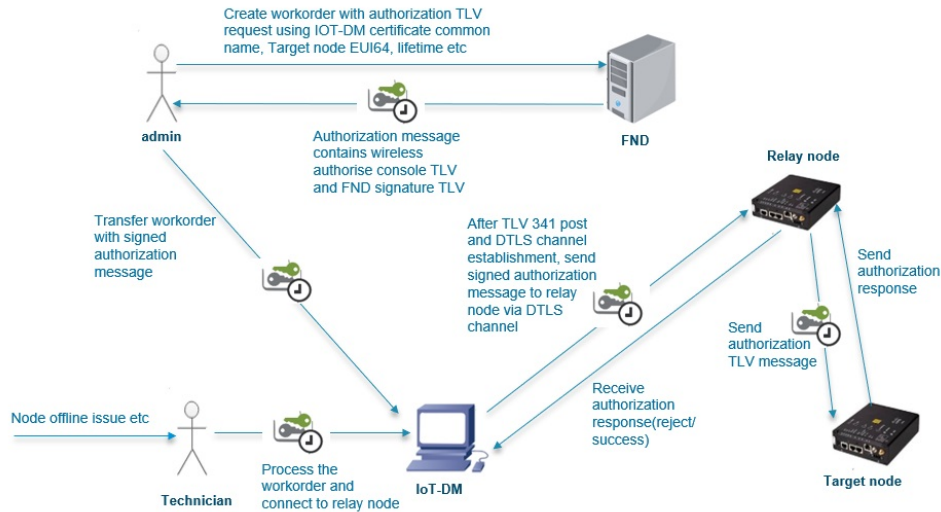 Create workorder with authorization TLV
request using IOT-DM certificate common
name, Target node EUI64, lifetime etc
admin
FND
Authorization message
contains wireless
authorise console TLV
and FND signature TLV
Relay node
Transfer workorder
with signed
authorization
message
After TLV 341 post
and DTLS channel
establishment, send
signed authorization
message to relay
node via DTLS
channel
Send
authorization
response
Send
authorization
TLV message
Receive
authorization
response(reject/
success)
Node offline issue etc
Technician
Process the
workorder and
connect to relay node
IoT-DM
Target node